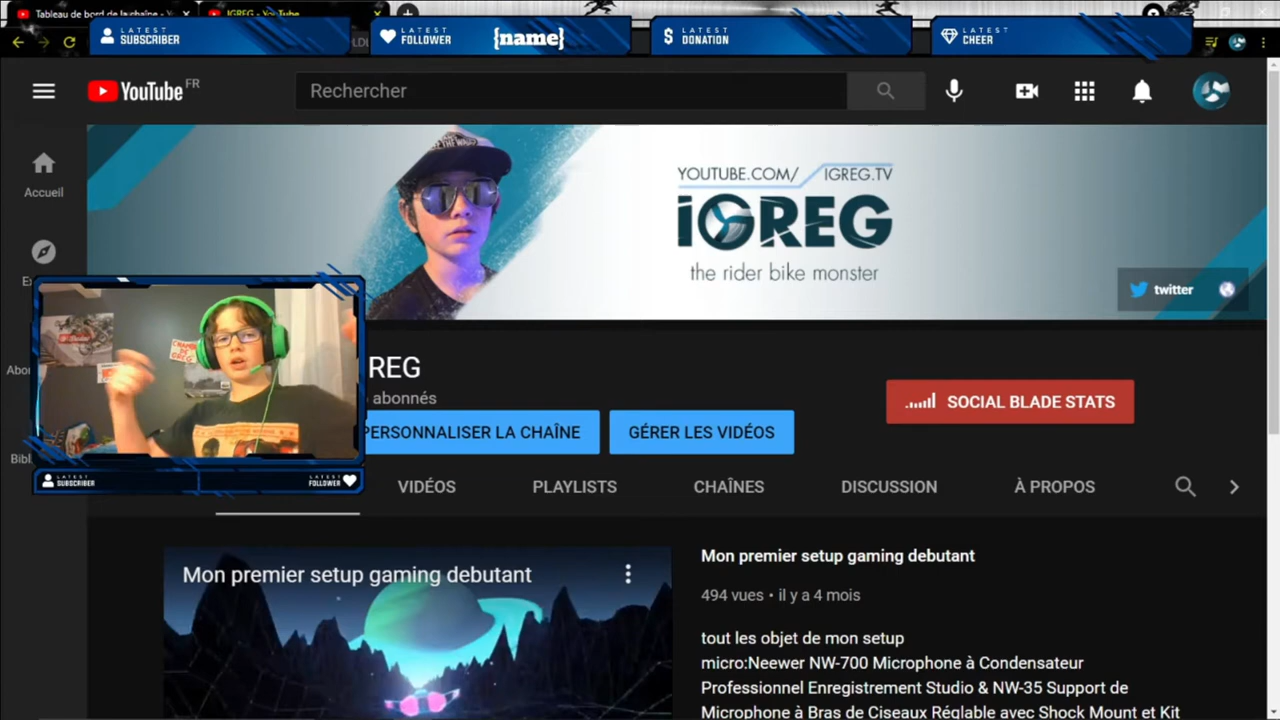 Tableau de bord de la chaîne - Y
IGREG - YouTube
LATEST SUBSCRIBER
LATEST FOLLOWER
{name}
LATEST DONATION
LATEST CHEER
YouTube FR
Rechercher
Accueil
YOUTUBE.COM/ IGREG.TV
iGREG
the rider bike monster
twitter
REG
abonnés
SOCIAL BLADE STATS
PERSONNALISER LA CHAÎNE
GÉRER LES VIDÉOS
LATEST SUBSCRIBER
LATEST FOLLOWER
VIDÉOS
PLAYLISTS
CHAÎNES
DISCUSSION
À PROPOS
Mon premier setup gaming debutant
Mon premier setup gaming debutant
494 vues • il y a 4 mois
tout les objet de mon setup
micro:Neewer NW-700 Microphone à Condensateur
Professionnel Enregistrement Studio & NW-35 Support de
Microphone à Bras de Ciseaux Réglable avec Shock Mount et Kit